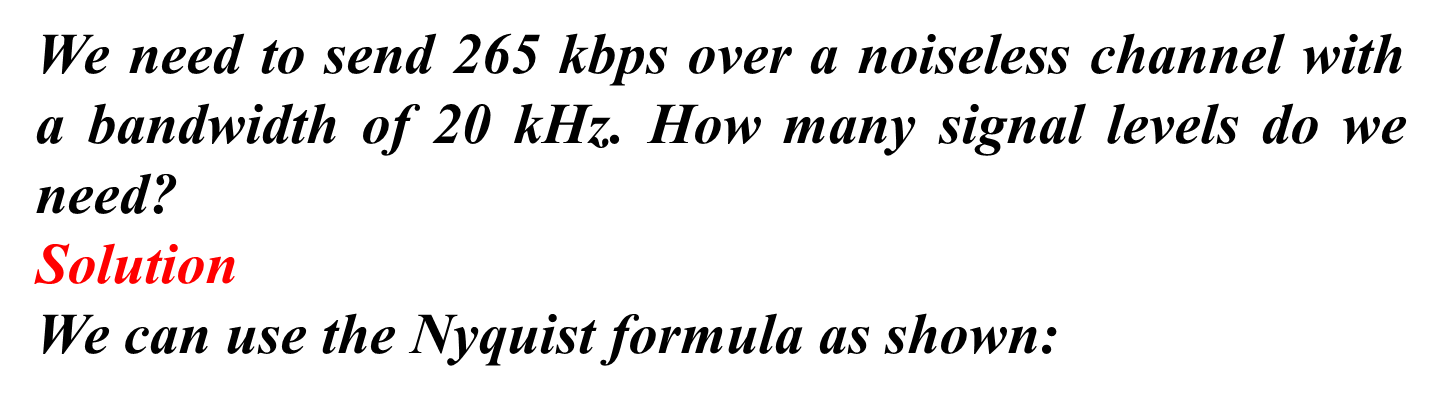 We need to send 265 kbps over a noiseless channel with
a bandwidth of 20 kHz. How many signal levels do we
need?
Solution
We can use the Nyquist formula as shown: